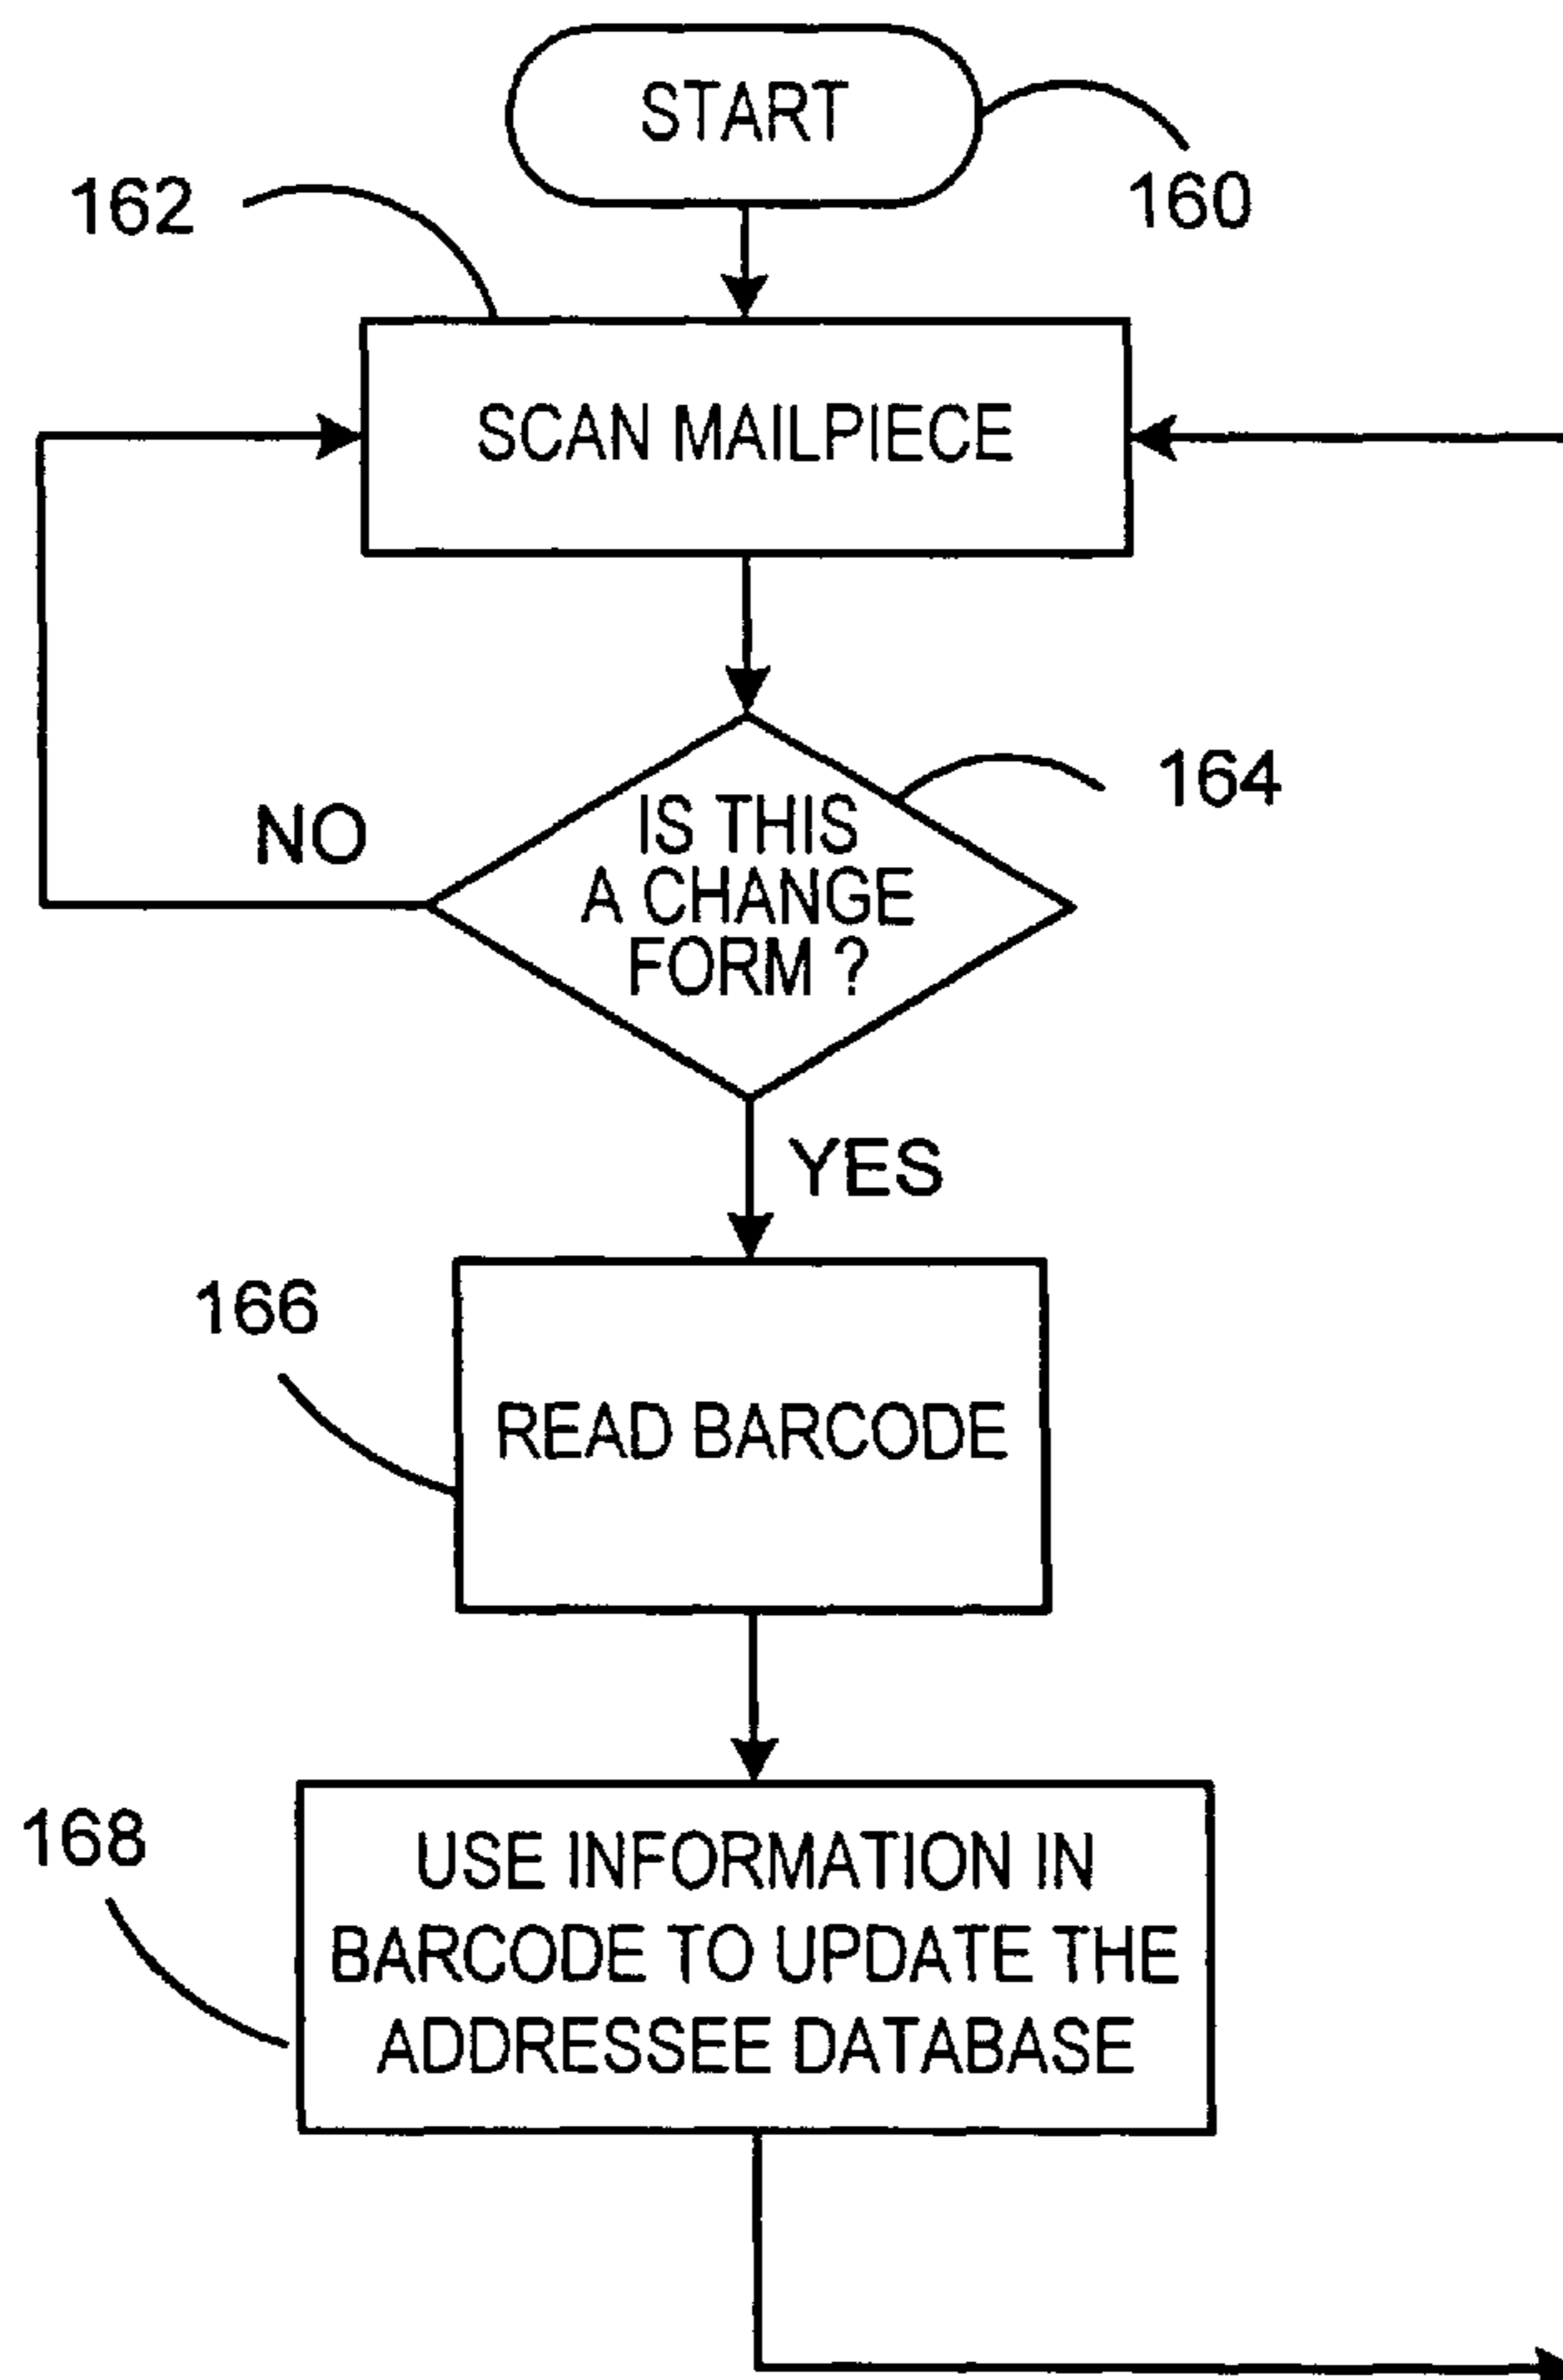 START
160
162
SCAN MAILPIECE
164
IS THIS
A CHANGE
FORM ?
NO
YES
166
READ BARCODE
168
USE INFORMATION IN
BARCODE TO UPDATE THE
ADDRESSEE DATABASE